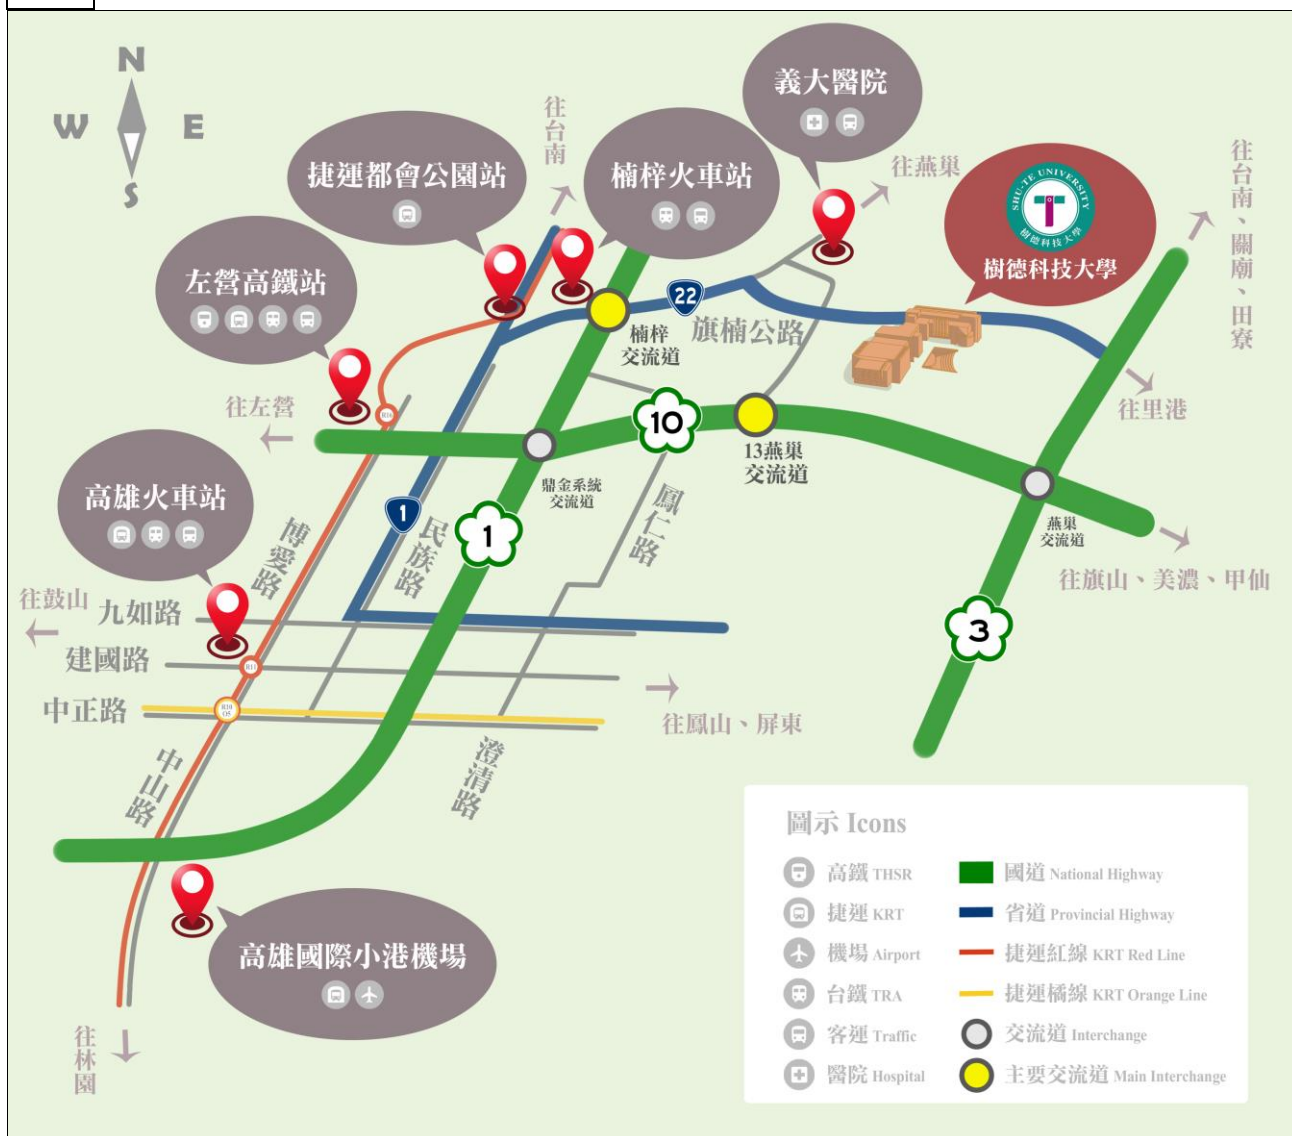 N
W
E
S
往台南
義大醫院
往燕巢
捷運都會公園站
楠梓火車站
SHU-TE UNIVERSITY
樹德科技大學
樹德科技大學
往台南、關廟、田寮
左營高鐵站
22
旗楠公路
楠梓
交流道
往里港
往左營
R16
10
13燕巢
交流道
鼎金系統
交流道
高雄火車站
1
民族路
1
鳳仁路
博愛路
燕巢
交流道
往旗山、美濃、甲仙
往鼓山
九如路
3
建國路
R11
中正路
R10
O5
往鳳山、屏東
中山路
澄清路
高雄國際小港機場
往林園
圖示 Icons
高鐵 THSR
國道 National Highway
捷運 KRT
省道 Provincial Highway
機場 Airport
捷運紅線 KRT Red Line
台鐵 TRA
捷運橘線 KRT Orange Line
客運 Traffic
交流道 Interchange
醫院 Hospital
主要交流道 Main Interchange